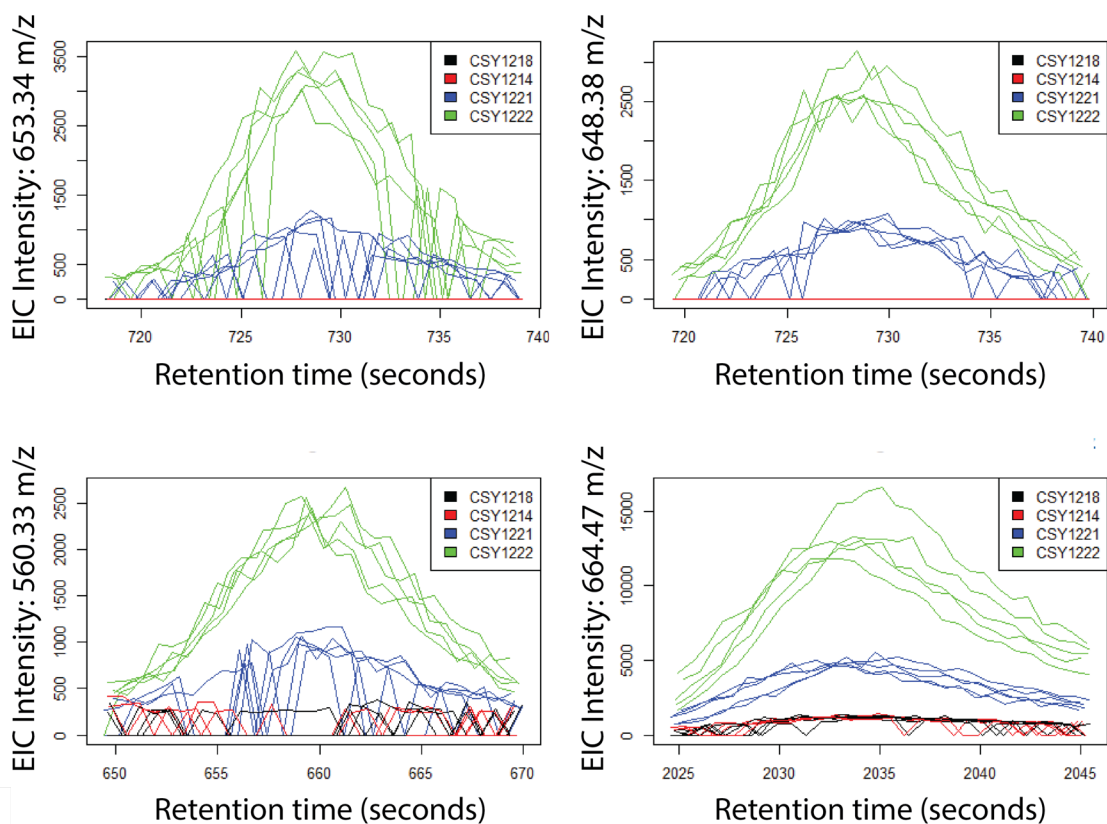 EIC Intensity: 653.34 m/z
3500
2500
1500
500
0
CSY1218
CSY1214
CSY1221
CSY1222
720 725 730 735 740
Retention time (seconds)
EIC Intensity: 648.38 m/z
2500
1500
500
0
CSY1218
CSY1214
CSY1221
CSY1222
720 725 730 735 740
Retention time (seconds)
EIC Intensity: 560.33 m/z
2500
2000
1500
1000
500
0
CSY1218
CSY1214
CSY1221
CSY1222
650 655 660 665 670
Retention time (seconds)
EIC Intensity: 664.47 m/z
15000
10000
5000
0
CSY1218
CSY1214
CSY1221
CSY1222
2025 2030 2035 2040 2045
Retention time (seconds)